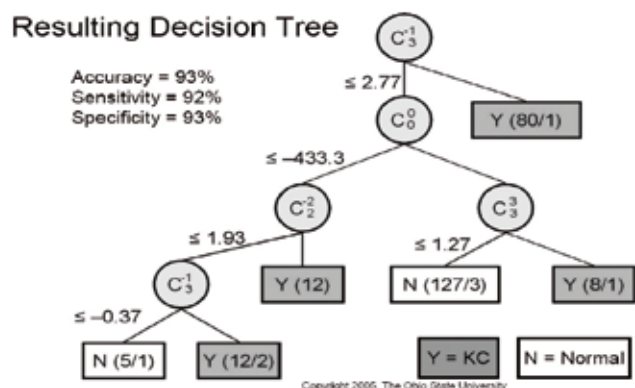 Resulting Decision Tree
Accuracy = 93%
Sensitivity = 92%
Specificity = 93%
C₃⁻¹
≤ 2.77
C₀⁰
Y (80/1)
≤ –433.3
C₂⁻²
C₃³
≤ 1.93
≤ 1.27
C₃⁻¹
Y (12)
N (127/3)
Y (8/1)
≤ –0.37
N (5/1)
Y (12/2)
Y = KC
N = Normal
Copyright 2005, The Ohio State University